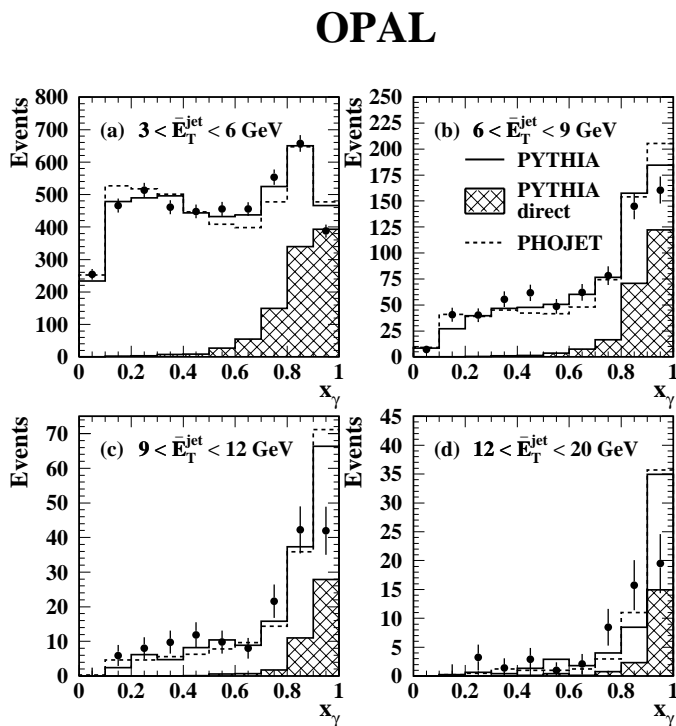 OPAL
Events
800
700
600
500
400
300
200
100
0
(a) 3 < Ē_T^jet < 6 GeV
0 0.2 0.4 0.6 0.8 1
x_γ
Events
250
225
200
175
150
125
100
75
50
25
0
(b) 6 < Ē_T^jet < 9 GeV
PYTHIA
PYTHIA
direct
PHOJET
0 0.2 0.4 0.6 0.8 1
x_γ
Events
70
60
50
40
30
20
10
0
(c) 9 < Ē_T^jet < 12 GeV
0 0.2 0.4 0.6 0.8 1
x_γ
Events
45
40
35
30
25
20
15
10
5
0
(d) 12 < Ē_T^jet < 20 GeV
0 0.2 0.4 0.6 0.8 1
x_γ